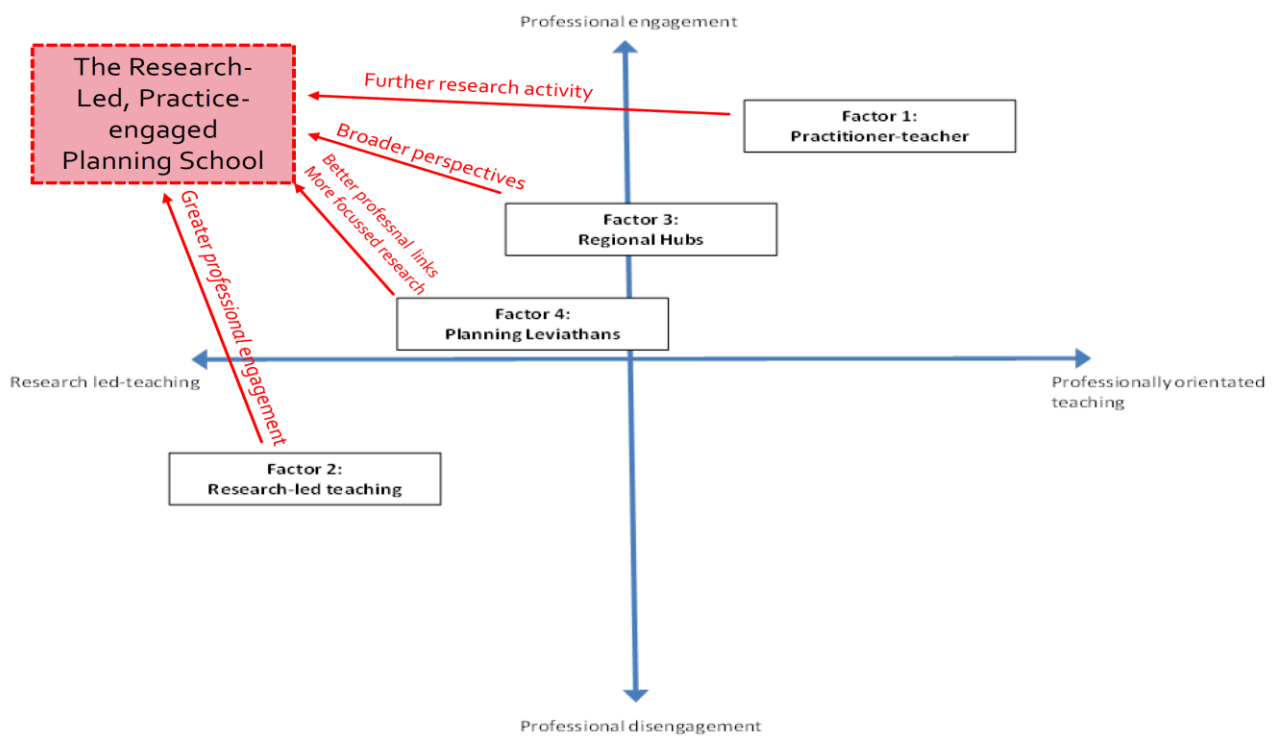 Professional engagement
The Research-
Led, Practice-
engaged
Planning School
Further research activity
Factor 1:
Practitioner-teacher
Broader perspectives
Better professnal links
More focussed research
Factor 3:
Regional Hubs
Greater professional engagement
Factor 4:
Planning Leviathans
Research led-teaching
Professionally orientated
teaching
Factor 2:
Research-led teaching
Professional disengagement